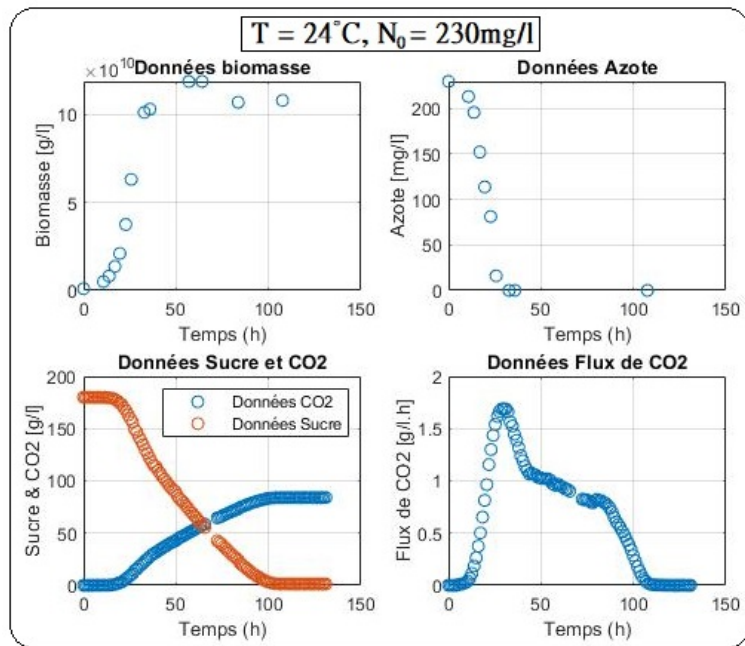 T = 24°C, N₀ = 230mg/l
×10¹⁰
Données biomasse
10
5
0
Biomasse [g/l]
0 50 100 150
Temps (h)
Données Azote
200
150
100
50
0
Azote [mg/l]
0 50 100 150
Temps (h)
Données Sucre et CO2
200
150
100
50
0
Sucre & CO2 [g/l]
Données CO2
Données Sucre
0 50 100 150
Temps (h)
Données Flux de CO2
2
1.5
1
0.5
0
Flux de CO2 [g/l.h]
0 50 100 150
Temps (h)